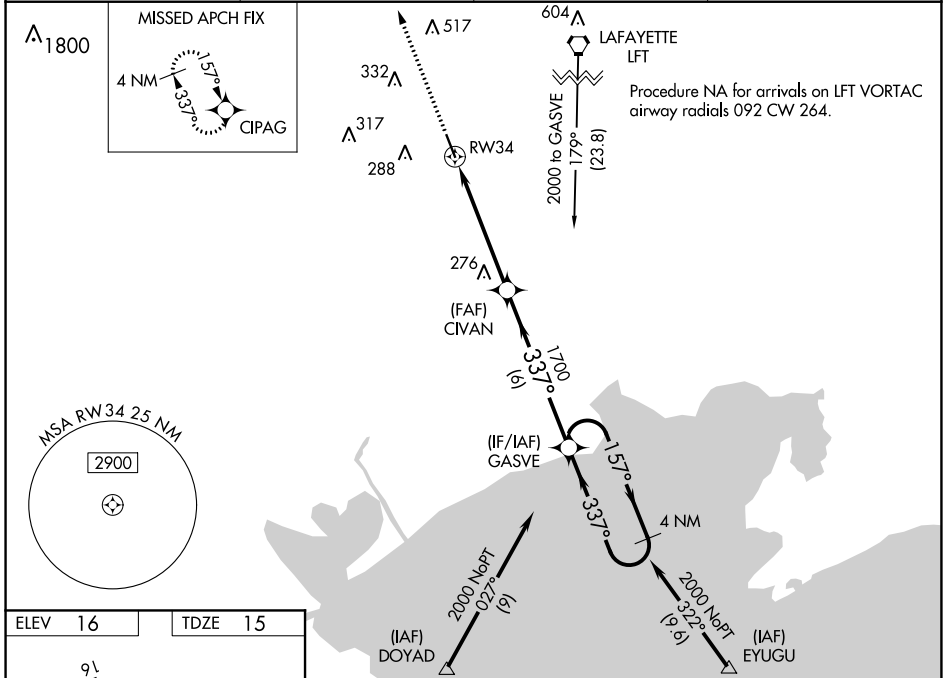 1800
MISSED APCH FIX
4 NM
157°
337°
CIPAG
517
332
317
288
RW34
604
LAFAYETTE
LFT
2000 to GASVE
179°
(23.8)
Procedure NA for arrivals on LFT VORTAC
airway radials 092 CW 264.
276
(FAF)
CIVAN
1700
337°
(6)
(IF/IAF)
GASVE
157°
337°
4 NM
MSA RW34 25 NM
2900
2000 NoPT
027°
(9)
(IAF)
DOYAD
2000 NoPT
322°
(9.6)
(IAF)
EYUGU
ELEV 16
TDZE 15